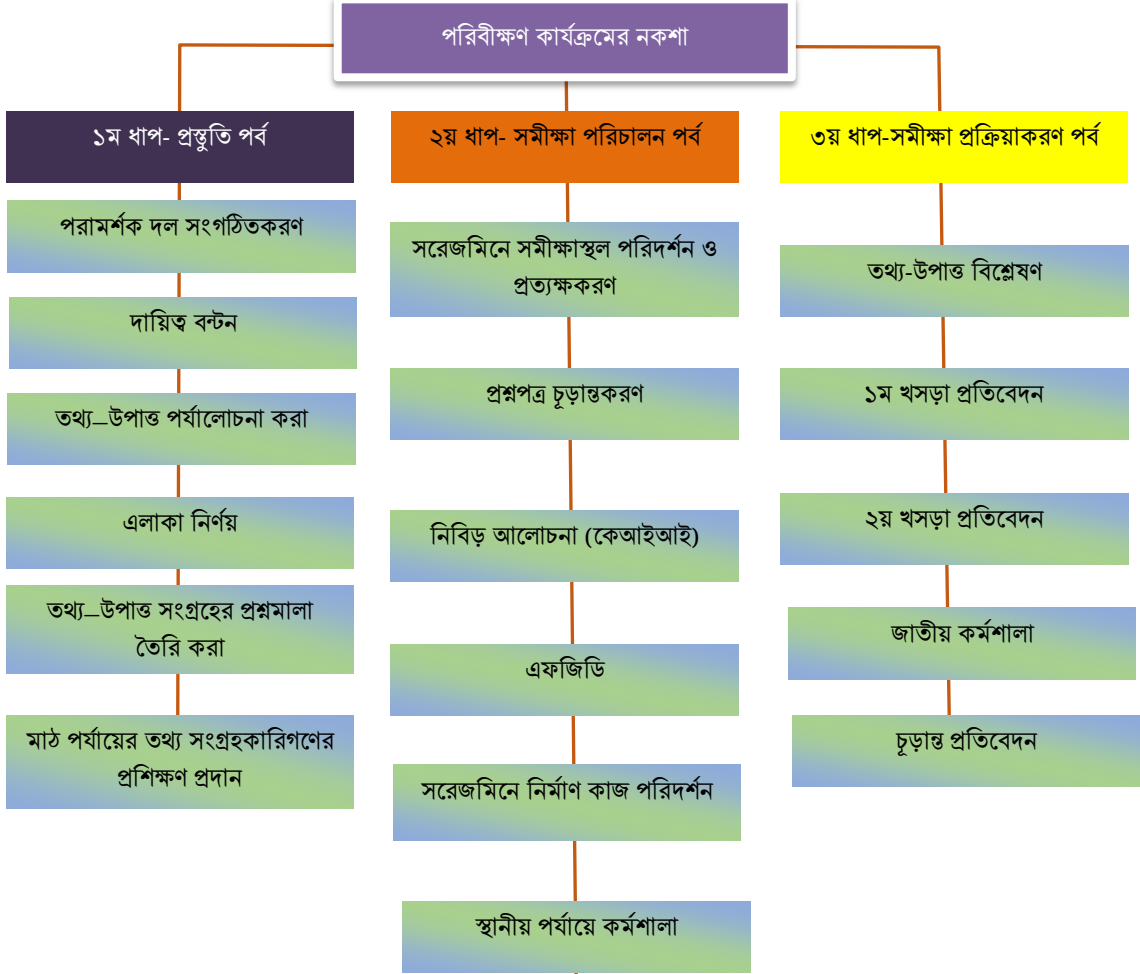 পরিবীক্ষণ কার্যক্রমের নকশা
১ম ধাপ- প্রস্তুতি পর্ব
পরামর্শক দল সংগঠিতকরণ
দায়িত্ব বন্টন
তথ্য–উপাত্ত পর্যালোচনা করা
এলাকা নির্ণয়
তথ্য–উপাত্ত সংগ্রহের প্রশ্নমালা
তৈরি করা
মাঠ পর্যায়ের তথ্য সংগ্রহকারিগণের
প্রশিক্ষণ প্রদান
২য় ধাপ- সমীক্ষা পরিচালন পর্ব
সরেজমিনে সমীক্ষাস্থল পরিদর্শন ও
প্রত্যক্ষকরণ
প্রশ্নপত্র চূড়ান্তকরণ
নিবিড় আলোচনা (কেআইআই)
এফজিডি
সরেজমিনে নির্মাণ কাজ পরিদর্শন
স্থানীয় পর্যায়ে কর্মশালা
৩য় ধাপ-সমীক্ষা প্রক্রিয়াকরণ পর্ব
তথ্য-উপাত্ত বিশ্লেষণ
১ম খসড়া প্রতিবেদন
২য় খসড়া প্রতিবেদন
জাতীয় কর্মশালা
চূড়ান্ত প্রতিবেদন